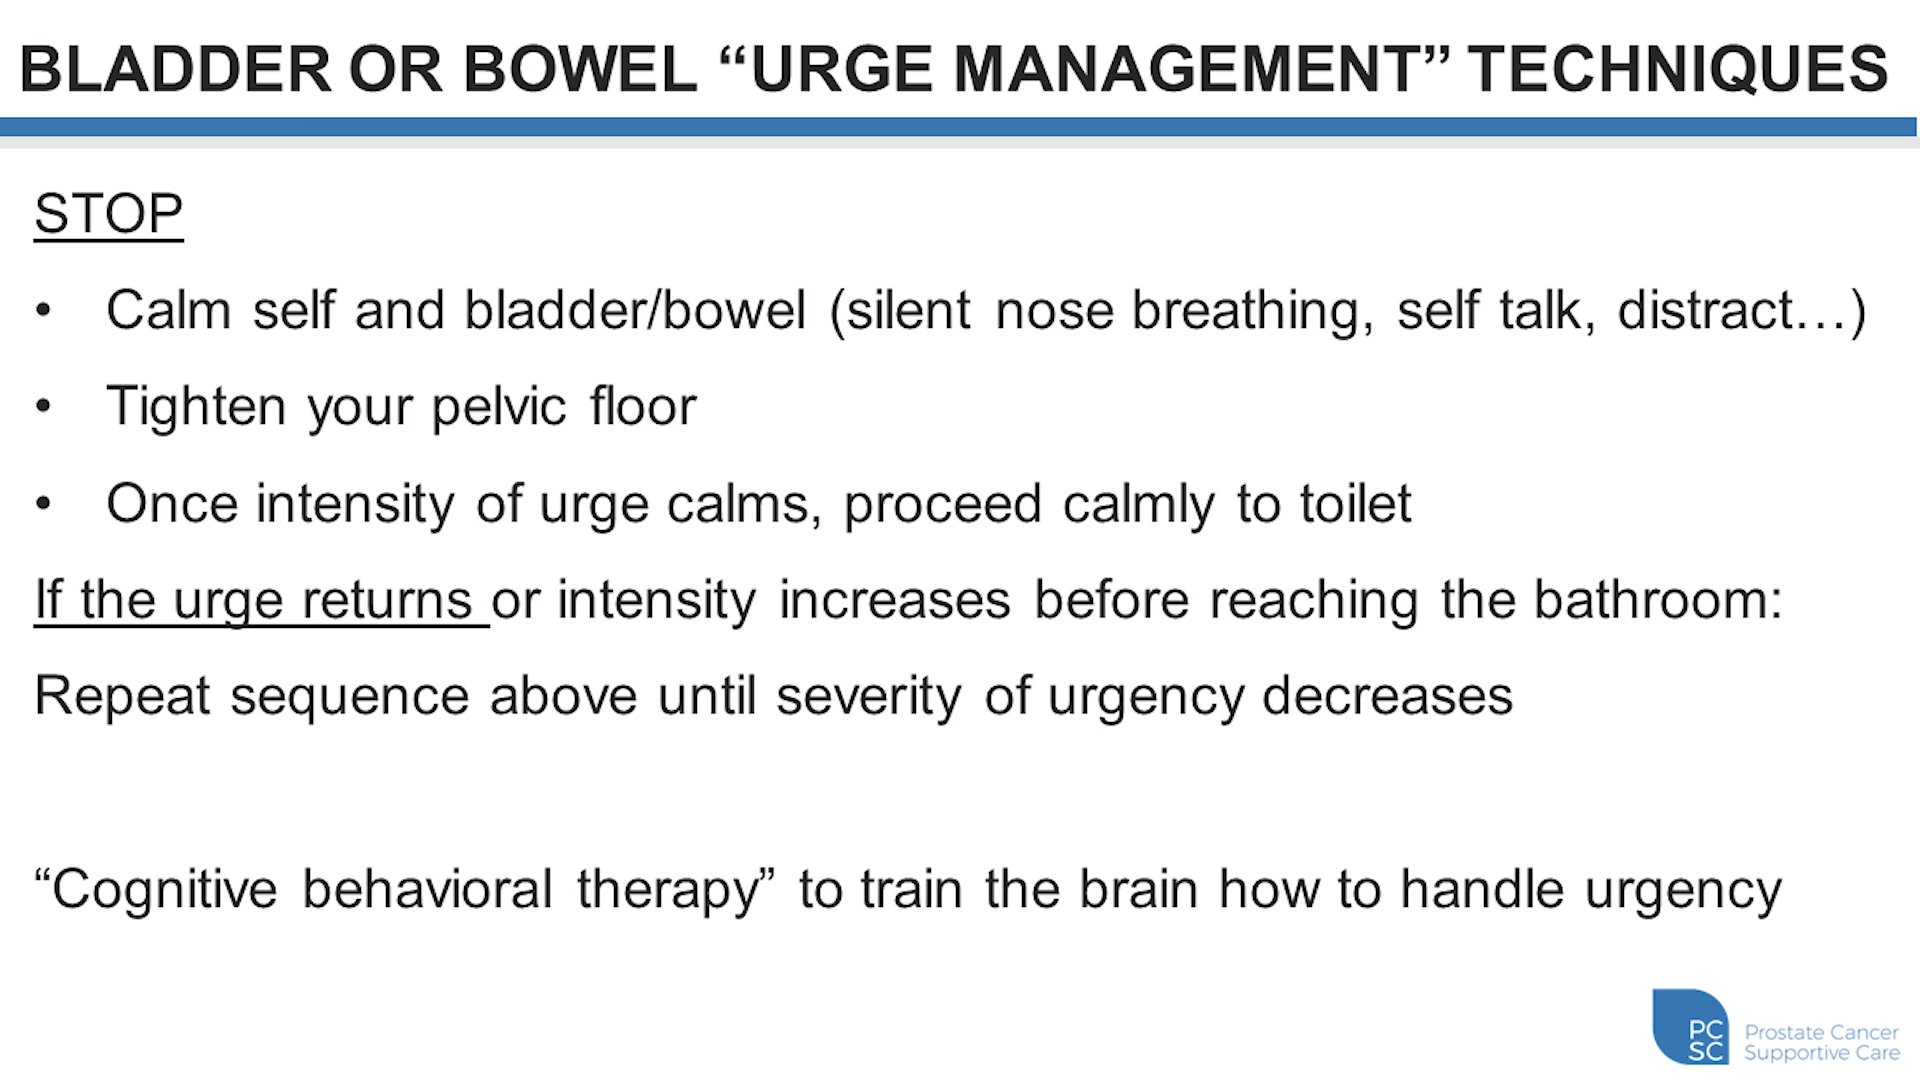 BLADDER OR BOWEL “URGE MANAGEMENT” TECHNIQUES
STOP
• Calm self and bladder/bowel (silent nose breathing, self talk, distract…)
• Tighten your pelvic floor
• Once intensity of urge calms, proceed calmly to toilet
If the urge returns or intensity increases before reaching the bathroom:
Repeat sequence above until severity of urgency decreases
“Cognitive behavioral therapy” to train the brain how to handle urgency
PC
SC
Prostate Cancer
Supportive Care